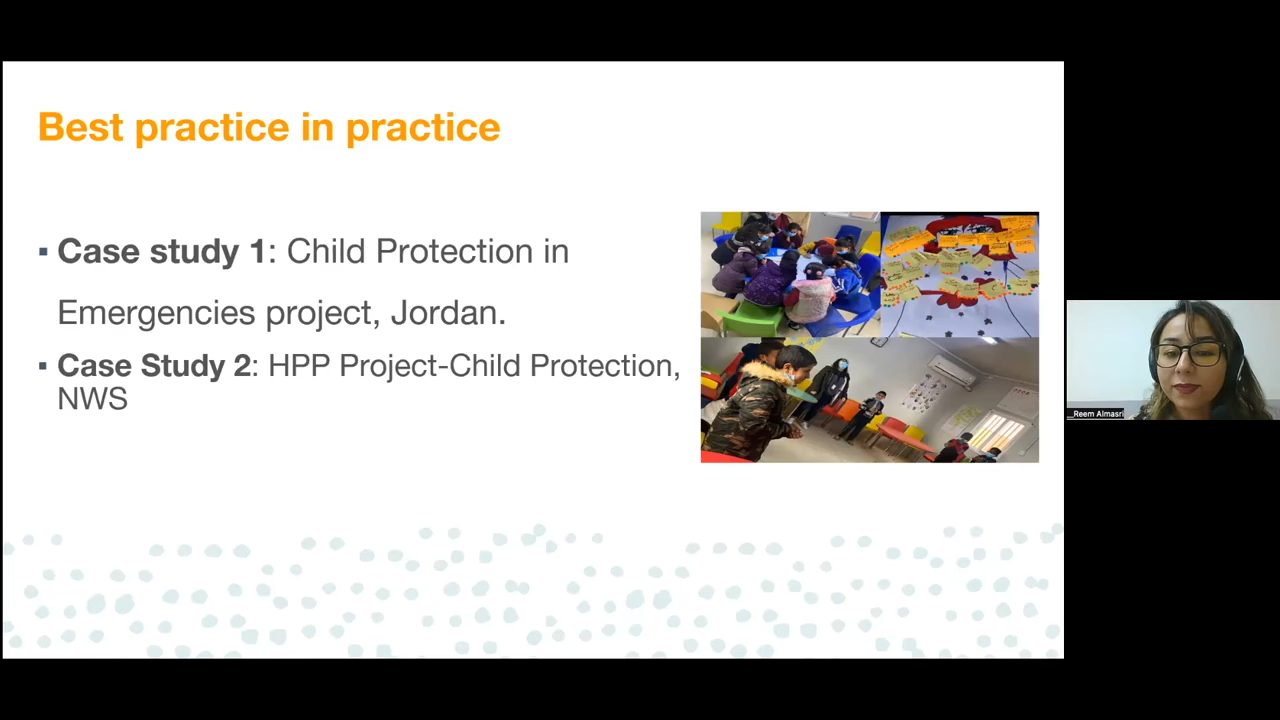 Best practice in practice
▪ Case study 1: Child Protection in
Emergencies project, Jordan.
▪ Case Study 2: HPP Project-Child Protection,
NWS
__Reem Almasri